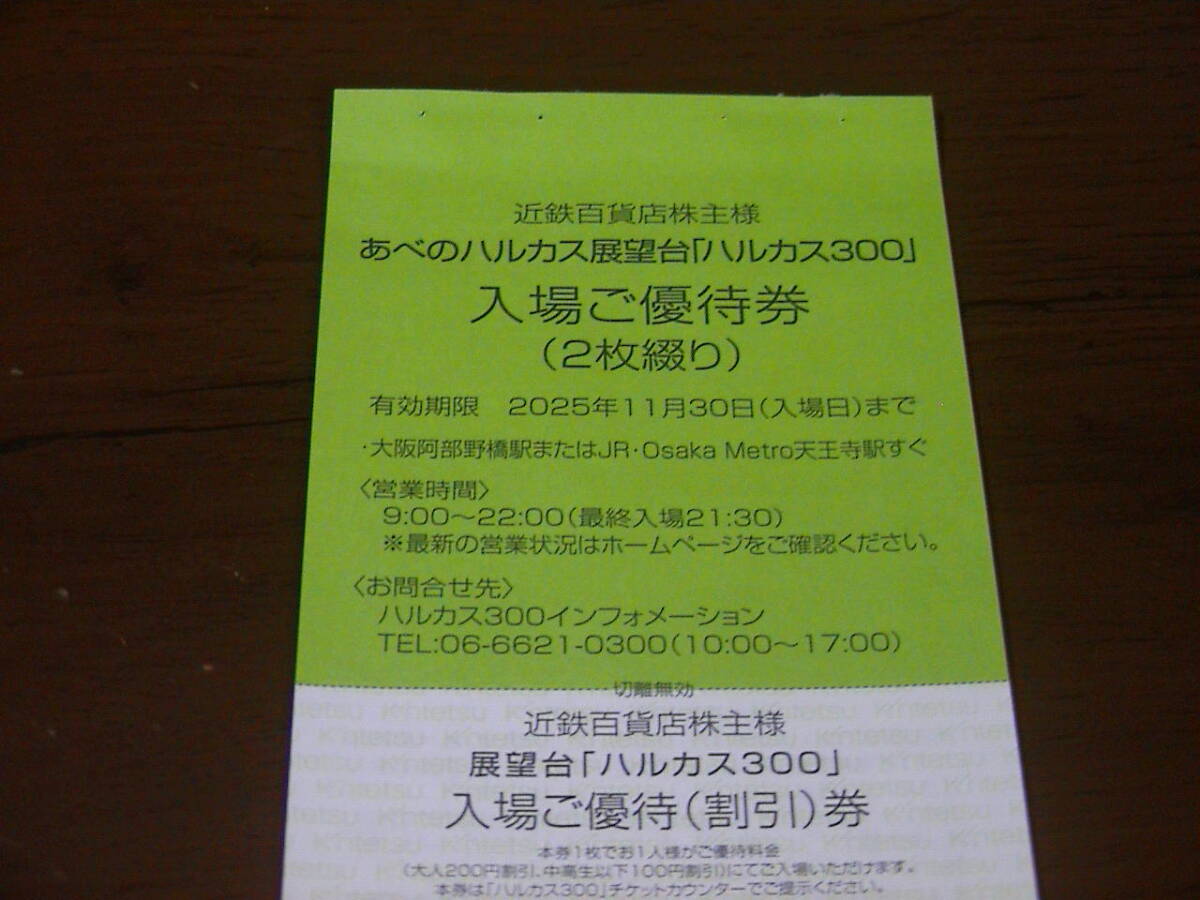 近鉄百貨店株主様
あべのハルカス展望台「ハルカス300」
入場ご優待券
(2枚綴り)
有効期限 2025年11月30日(入場日)まで
・大阪阿部野橋駅またはJR・Osaka Metro天王寺駅すぐ
〈営業時間〉
9:00〜22:00(最終入場21:30)
※最新の営業状況はホームページをご確認ください。
〈お問合せ先〉
ハルカス300インフォメーション
TEL:06-6621-0300(10:00〜17:00)
切離無効
近鉄百貨店株主様
展望台「ハルカス300」
入場ご優待(割引)券
本券1枚でお1人様がご優待料金
(大人200円割引、中高生以下100円割引)にてご入場いただけます。
本券は「ハルカス300」チケットカウンターでご提示ください。